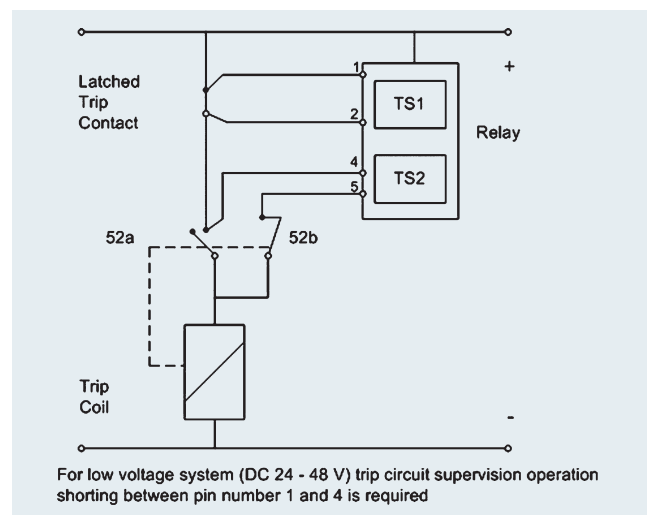 +
Latched
Trip
Contact
1
TS1
2
Relay
4
TS2
5
52a
52b
Trip
Coil
-
For low voltage system (DC 24 - 48 V) trip circuit supervision operation
shorting between pin number 1 and 4 is required